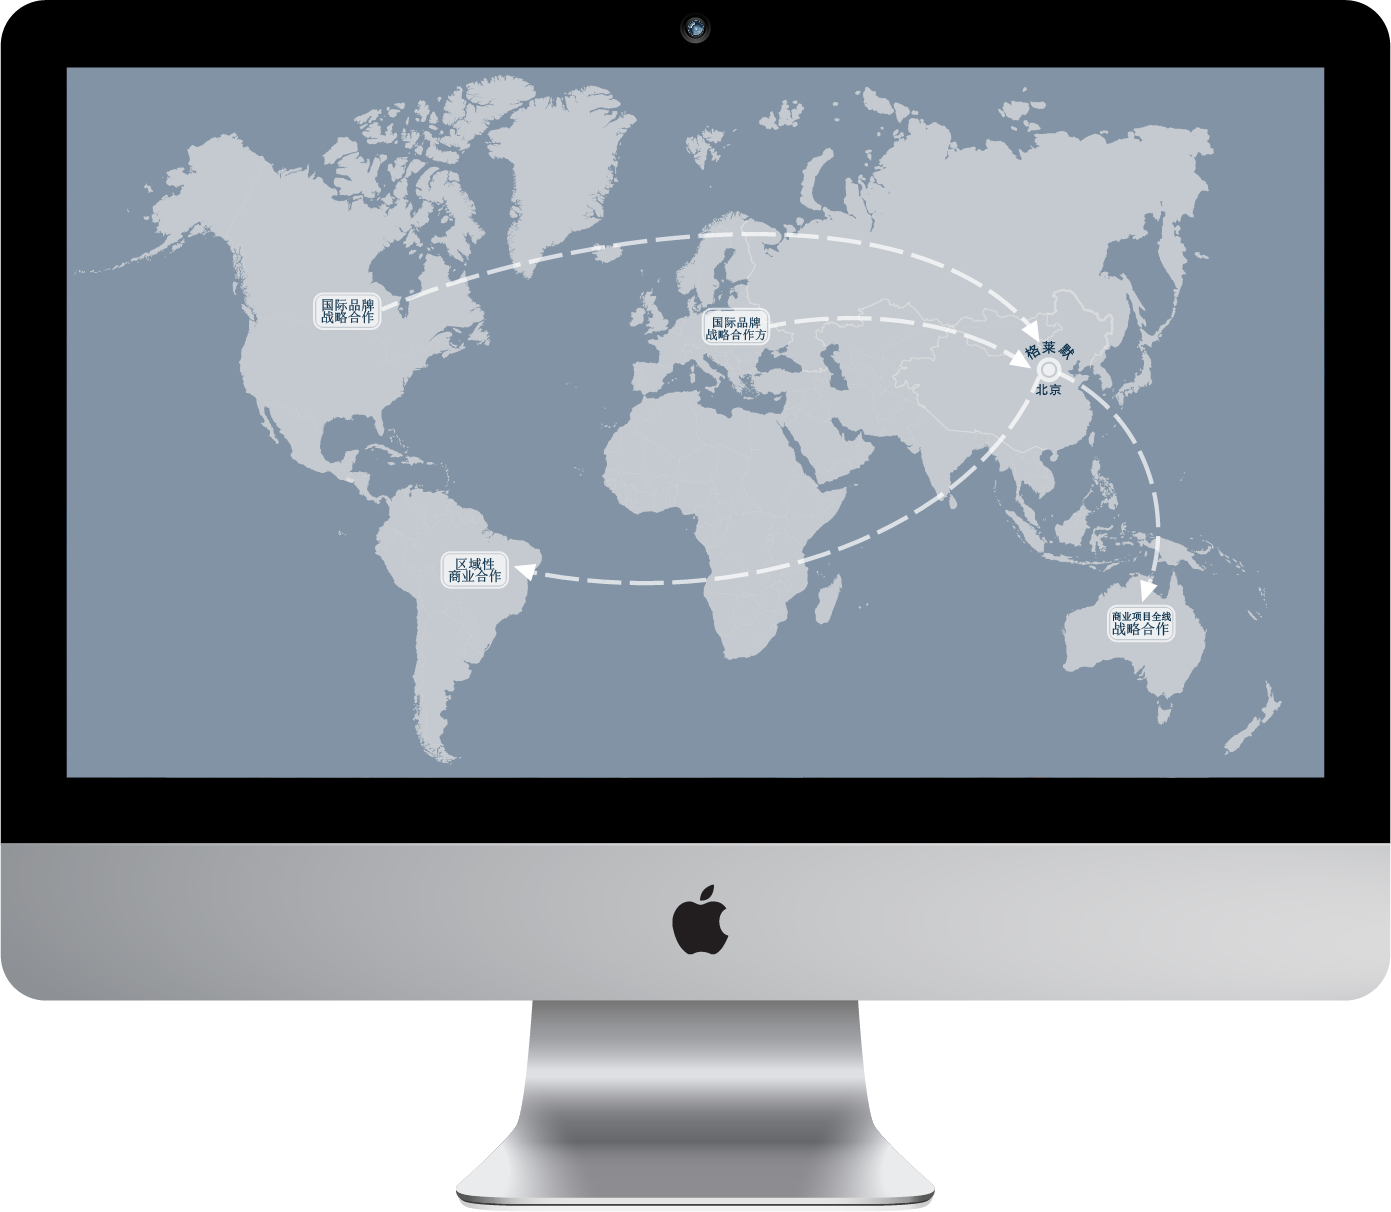 国际品牌
战略合作
国际品牌
战略合作方
格莱默
北京
区域性
商业合作
商业项目全线
战略合作